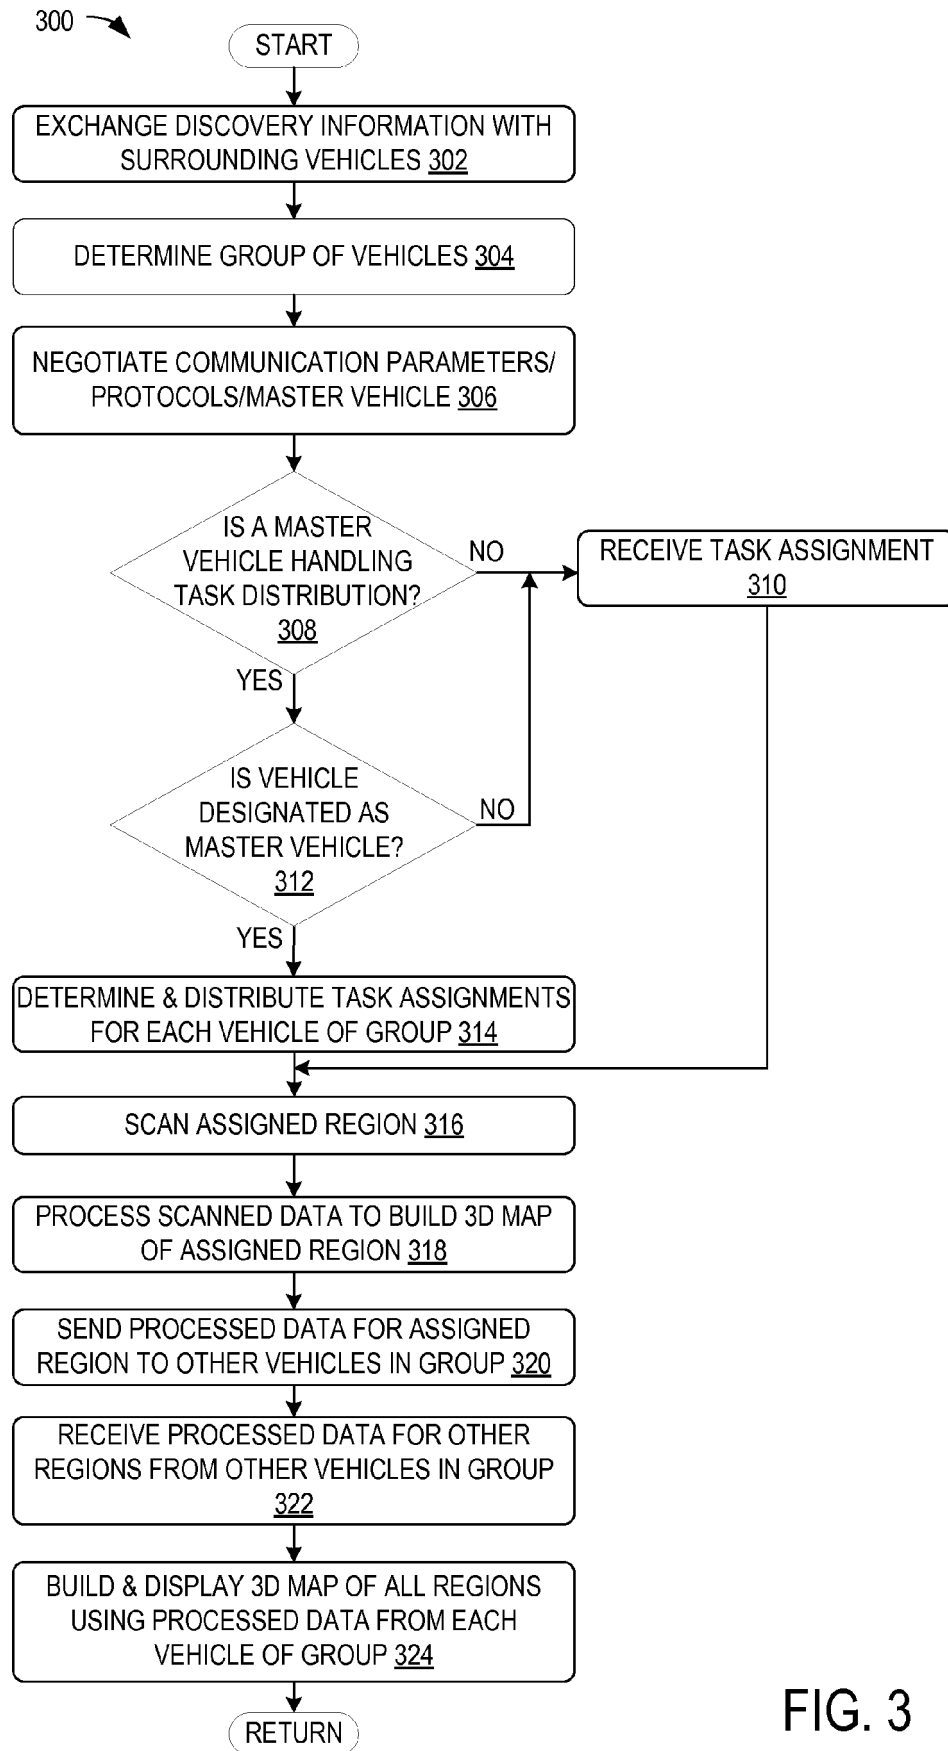 300
START
EXCHANGE DISCOVERY INFORMATION WITH
SURROUNDING VEHICLES 302
DETERMINE GROUP OF VEHICLES 304
NEGOTIATE COMMUNICATION PARAMETERS/
PROTOCOLS/MASTER VEHICLE 306
IS A MASTER
VEHICLE HANDLING
TASK DISTRIBUTION?
308
NO
RECEIVE TASK ASSIGNMENT
310
YES
IS VEHICLE
DESIGNATED AS
MASTER VEHICLE?
312
NO
YES
DETERMINE & DISTRIBUTE TASK ASSIGNMENTS
FOR EACH VEHICLE OF GROUP 314
SCAN ASSIGNED REGION 316
PROCESS SCANNED DATA TO BUILD 3D MAP
OF ASSIGNED REGION 318
SEND PROCESSED DATA FOR ASSIGNED
REGION TO OTHER VEHICLES IN GROUP 320
RECEIVE PROCESSED DATA FOR OTHER
REGIONS FROM OTHER VEHICLES IN GROUP
322
BUILD & DISPLAY 3D MAP OF ALL REGIONS
USING PROCESSED DATA FROM EACH
VEHICLE OF GROUP 324
RETURN
FIG. 3